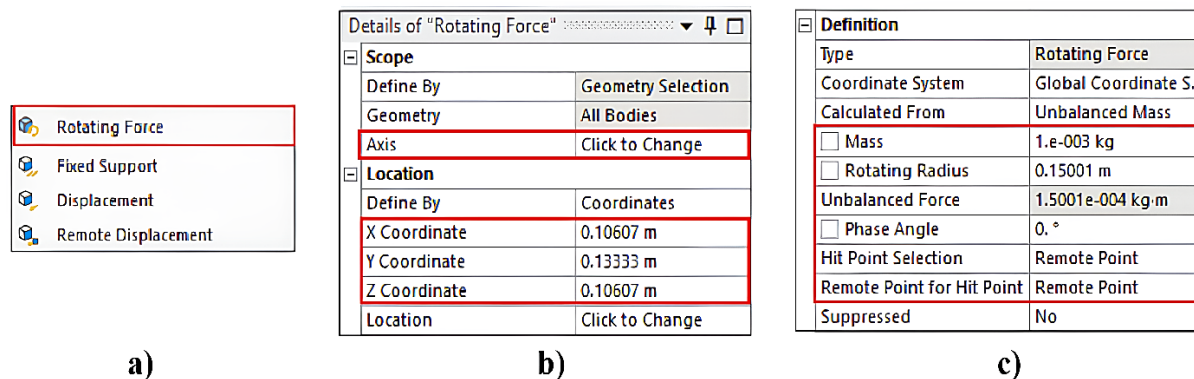 Rotating Force
Fixed Support
Displacement
Remote Displacement
a)
Details of "Rotating Force"
Scope
Define By Geometry Selection
Geometry All Bodies
Axis Click to Change
Location
Define By Coordinates
X Coordinate 0.10607 m
Y Coordinate 0.13333 m
Z Coordinate 0.10607 m
Location Click to Change
b)
Definition
Type Rotating Force
Coordinate System Global Coordinate S.
Calculated From Unbalanced Mass
Mass 1.e-003 kg
Rotating Radius 0.15001 m
Unbalanced Force 1.5001e-004 kg·m
Phase Angle 0. °
Hit Point Selection Remote Point
Remote Point for Hit Point Remote Point
Suppressed No
c)